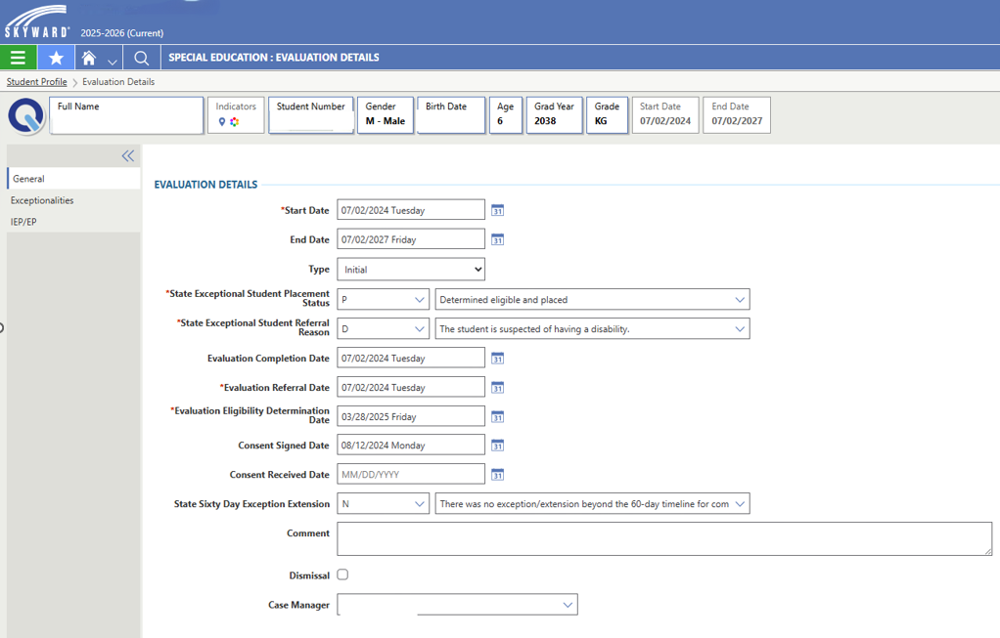 SKYWARD®
2025-2026 (Current)
SPECIAL EDUCATION : EVALUATION DETAILS
Student Profile > Evaluation Details
Full Name
Indicators
Student Number
Gender
M - Male
Birth Date
Age
6
Grad Year
2038
Grade
KG
Start Date
07/02/2024
End Date
07/02/2027
General
Exceptionalities
IEP/EP
EVALUATION DETAILS
*Start Date 07/02/2024 Tuesday 31
End Date 07/02/2027 Friday 31
Type Initial
*State Exceptional Student Placement
Status P Determined eligible and placed
*State Exceptional Student Referral
Reason D The student is suspected of having a disability.
Evaluation Completion Date 07/02/2024 Tuesday 31
*Evaluation Referral Date 07/02/2024 Tuesday 31
*Evaluation Eligibility Determination
Date 03/28/2025 Friday 31
Consent Signed Date 08/12/2024 Monday 31
Consent Received Date MM/DD/YYYY 31
State Sixty Day Exception Extension N There was no exception/extension beyond the 60-day timeline for com
Comment
Dismissal
Case Manager